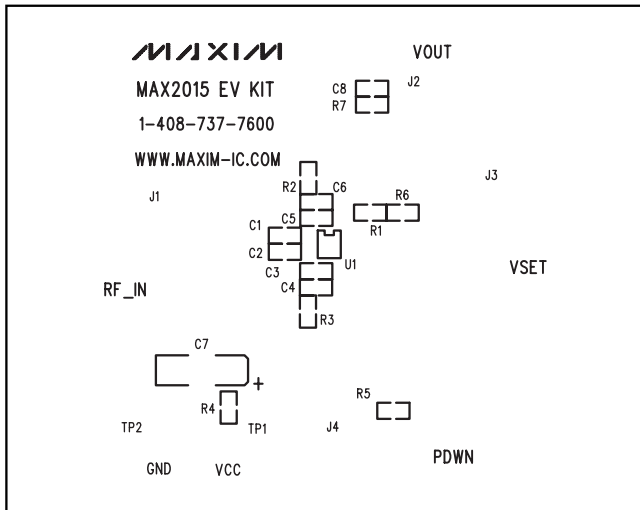 MAXIM
VOUT
MAX2015 EV KIT
C8
J2
R7
1-408-737-7600
WWW.MAXIM-IC.COM
J3
R2
C6
J1
R6
C5
R1
C1
C2
U1
C3
C4
VSET
RF_IN
R3
C7
+
R5
R4
TP2
TP1
J4
GND
VCC
PDWN